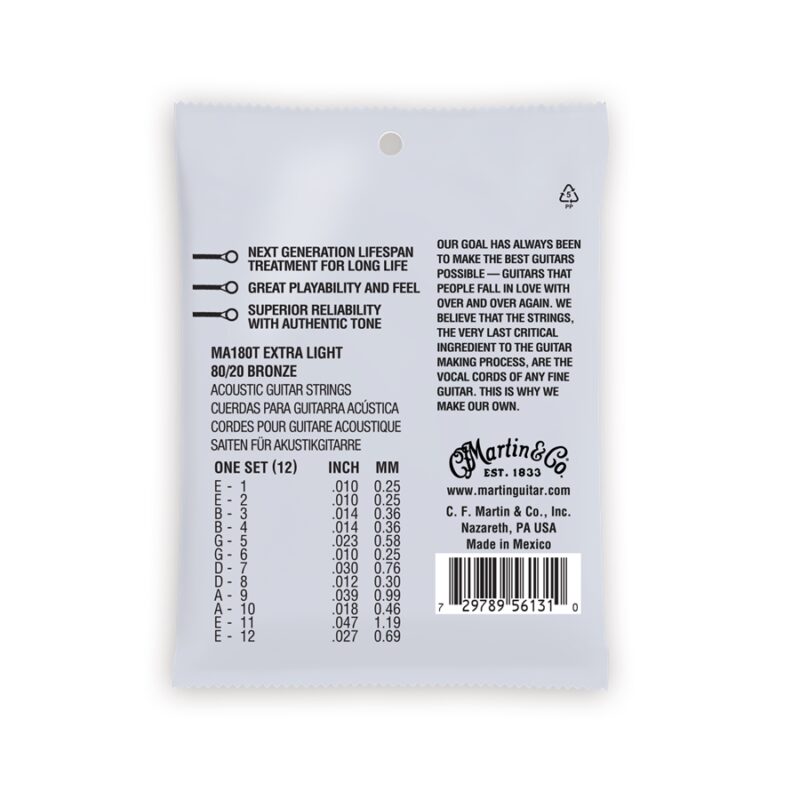 5
PP
NEXT GENERATION LIFESPAN
TREATMENT FOR LONG LIFE
GREAT PLAYABILITY AND FEEL
SUPERIOR RELIABILITY
WITH AUTHENTIC TONE
MA180T EXTRA LIGHT
80/20 BRONZE
ACOUSTIC GUITAR STRINGS
CUERDAS PARA GUITARRA ACÚSTICA
CORDES POUR GUITARE ACOUSTIQUE
SAITEN FÜR AKUSTIKGITARRE
ONE SET (12) INCH MM
E - 1 .010 0.25
E - 2 .010 0.25
B - 3 .014 0.36
B - 4 .014 0.36
G - 5 .023 0.58
G - 6 .010 0.25
D - 7 .030 0.76
D - 8 .012 0.30
A - 9 .039 0.99
A - 10 .018 0.46
E - 11 .047 1.19
E - 12 .027 0.69
OUR GOAL HAS ALWAYS BEEN
TO MAKE THE BEST GUITARS
POSSIBLE — GUITARS THAT
PEOPLE FALL IN LOVE WITH
OVER AND OVER AGAIN. WE
BELIEVE THAT THE STRINGS,
THE VERY LAST CRITICAL
INGREDIENT TO THE GUITAR
MAKING PROCESS, ARE THE
VOCAL CORDS OF ANY FINE
GUITAR. THIS IS WHY WE
MAKE OUR OWN.
CF Martin & Co.
EST. 1833
www.martinguitar.com
C. F. Martin & Co., Inc.
Nazareth, PA USA
Made in Mexico
7 29789 56131 0